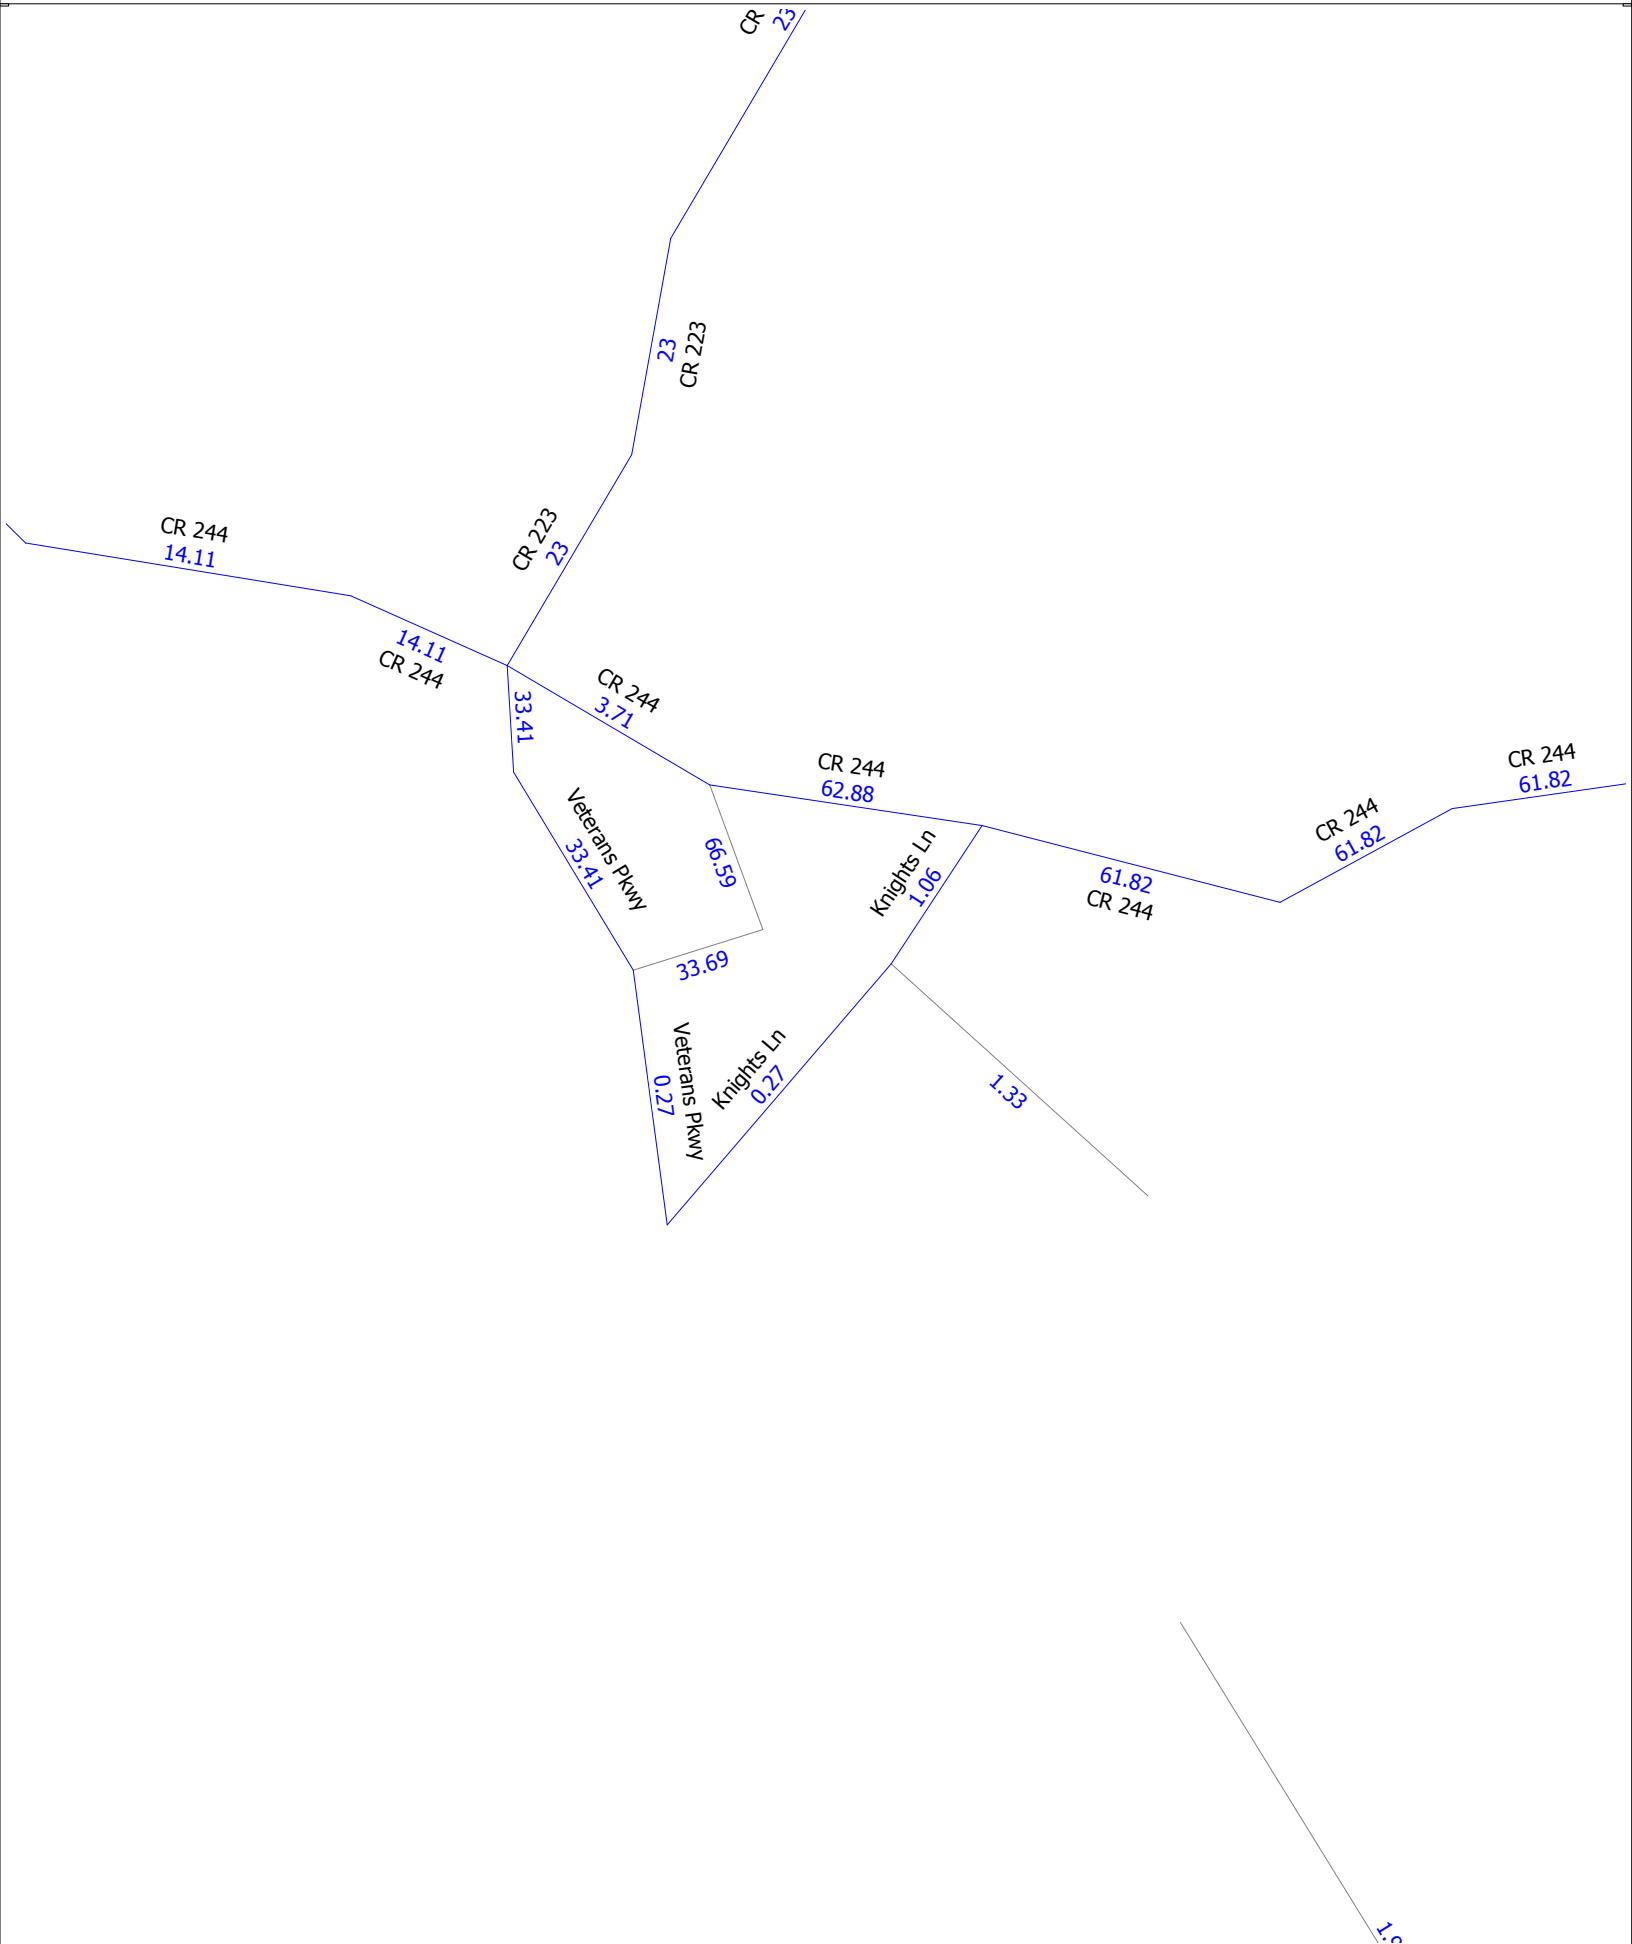 CR
23
23
CR 223
CR 223
23
CR 244
14.11
14.11
CR 244
33.41
CR 244
3.71
CR 244
62.88
CR 244
61.82
CR 244
61.82
61.82
CR 244
Veterans Pkwy
33.41
66.59
Knights Ln
1.06
33.69
Veterans Pkwy
0.27
Knights Ln
0.27
1.33